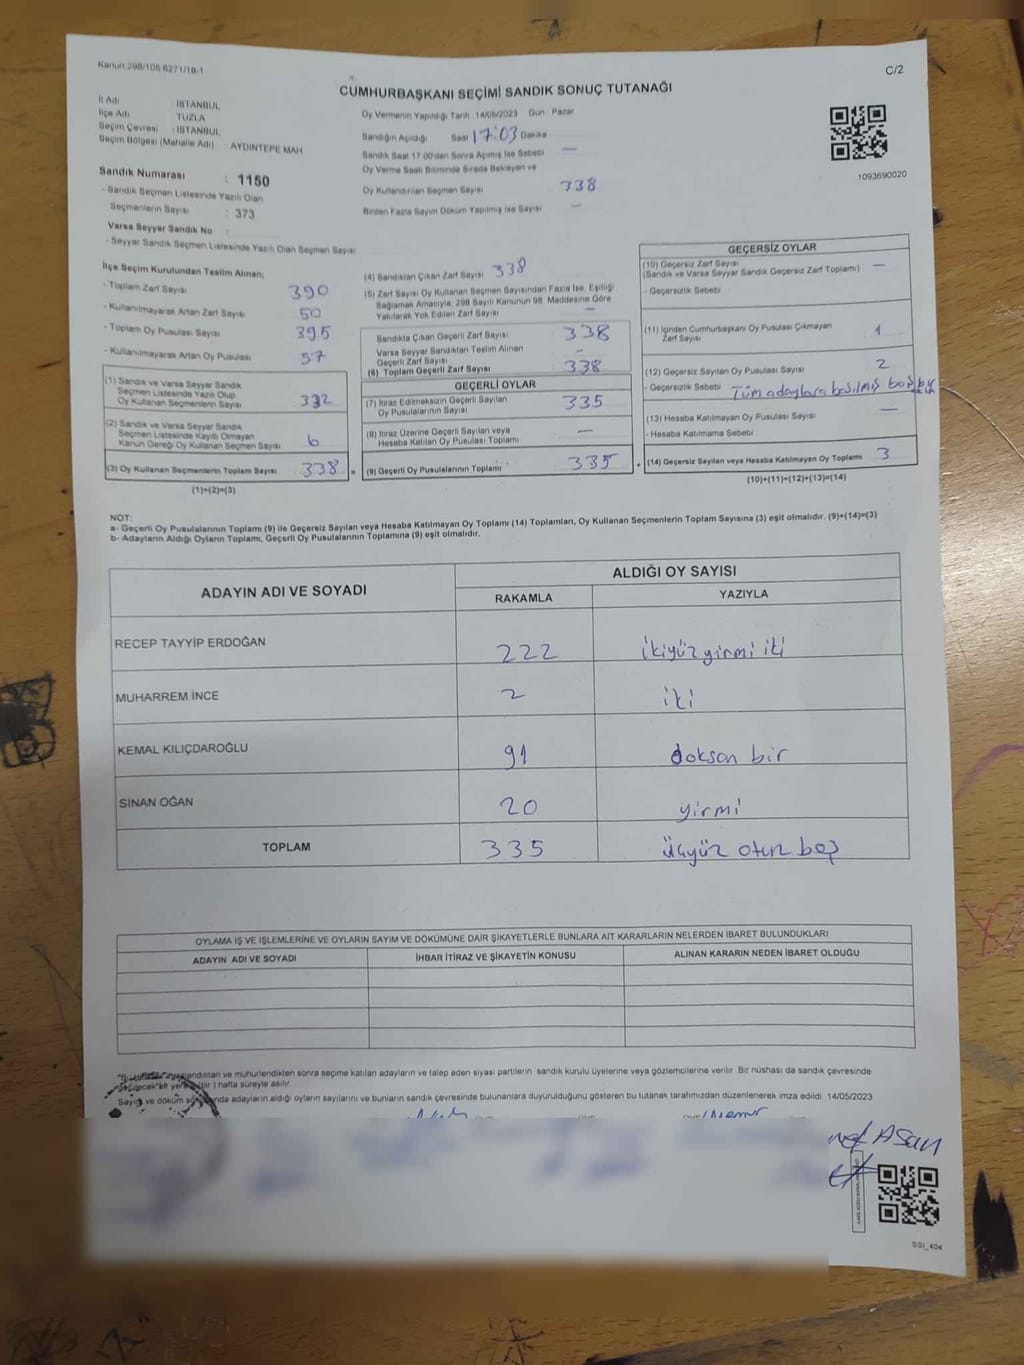 Kanun:298/105,6271/18-1
C/2
CUMHURBAŞKANI SEÇİMİ SANDIK SONUÇ TUTANAĞI
İl Adı : İSTANBUL
İlçe Adı : TUZLA
Seçim Çevresi : İSTANBUL
Seçim Bölgesi (Mahalle Adı) : AYDINTEPE MAH.
Sandık Numarası : 1150
- Sandık Seçmen Listesinde Yazılı Olan
Seçmenlerin Sayısı : 373
Varsa Seyyar Sandık No :
- Seyyar Sandık Seçmen Listesinde Yazılı Olan Seçmen Sayısı
Oy Vermenin Yapıldığı Tarih : 14/05/2023 Gün : Pazar
Sandığın Açıldığı Saat 17:03 Dakika
Sandık Saat 17.00'den Sonra Açılmış İse Sebebi —
Oy Verme Saati Bitiminde Sırada Bekleyen ve
Oy Kullandırılan Seçmen Sayısı 338
Birden Fazla Sayım Döküm Yapılmış İse Sayısı —
1093690020
İlçe Seçim Kurulundan Teslim Alınan;
- Toplam Zarf Sayısı 390
- Kullanılmayarak Artan Zarf Sayısı 50
- Toplam Oy Pusulası Sayısı 395
- Kullanılmayarak Artan Oy Pusulası 57
(1) Sandık ve Varsa Seyyar Sandık
Seçmen Listesinde Yazılı Olup
Oy Kullanan Seçmenlerin Sayısı 332
(2) Sandık ve Varsa Seyyar Sandık
Seçmen Listesinde Kayıtlı Olmayan
Kanun Gereği Oy Kullanan Seçmen Sayısı 6
(3) Oy Kullanan Seçmenlerin Toplam Sayısı 338 =
(1)+(2)=(3)
(4) Sandıktan Çıkan Zarf Sayısı 338
(5) Zarf Sayısı Oy Kullanan Seçmen Sayısından Fazla İse, Eşitliği
Sağlamak Amacıyla, 298 Sayılı Kanunun 98. Maddesine Göre
Yakılarak Yok Edilen Zarf Sayısı —
Sandıkta Çıkan Geçerli Zarf Sayısı 338
Varsa Seyyar Sandıktan Teslim Alınan
Geçerli Zarf Sayısı -
(6) Toplam Geçerli Zarf Sayısı 338
GEÇERLİ OYLAR
(7) İtiraz Edilmeksizin Geçerli Sayılan
Oy Pusulalarının Sayısı 335
(8) İtiraz Üzerine Geçerli Sayılan veya
Hesaba Katılan Oy Pusulası Toplamı —
(9) Geçerli Oy Pusulalarının Toplamı 335 +
GEÇERSİZ OYLAR
(10) Geçersiz Zarf Sayısı
(Sandık ve Varsa Seyyar Sandık Geçersiz Zarf Toplamı) —
- Geçersizlik Sebebi
(11) İçinden Cumhurbaşkanı Oy Pusulası Çıkmayan
Zarf Sayısı 1
(12) Geçersiz Sayılan Oy Pusulası Sayısı 2
- Geçersizlik Sebebi Tüm adaylara basılmış boş
(13) Hesaba Katılmayan Oy Pusulası Sayısı —
- Hesaba Katılmama Sebebi
(14) Geçersiz Sayılan veya Hesaba Katılmayan Oy Toplamı 3
(10)+(11)+(12)+(13)=(14)
NOT:
a- Geçerli Oy Pusulalarının Toplamı (9) ile Geçersiz Sayılan veya Hesaba Katılmayan Oy Toplamı (14) Toplamları, Oy Kullanan Seçmenlerin Toplam Sayısına (3) eşit olmalıdır. (9)+(14)=(3)
b- Adayların Aldığı Oyların Toplamı, Geçerli Oy Pusulalarının Toplamına (9) eşit olmalıdır.
ADAYIN ADI VE SOYADI ALDIĞI OY SAYISI
RAKAMLA YAZIYLA
RECEP TAYYİP ERDOĞAN 222 ikiyüzyirmi iki
MUHARREM İNCE 2 iki
KEMAL KILIÇDAROĞLU 91 doksan bir
SİNAN OĞAN 20 yirmi
TOPLAM 335 üçyüz otuz beş
OYLAMA İŞ VE İŞLEMLERİNE VE OYLARIN SAYIM VE DÖKÜMÜNE DAİR ŞİKAYETLERLE BUNLARA AİT KARARLARIN NELERDEN İBARET BULUNDUKLARI
ADAYIN ADI VE SOYADI İHBAR İTİRAZ VE ŞİKAYETİN KONUSU ALINAN KARARIN NEDEN İBARET OLDUĞU
ve mühürlendikten sonra seçime katılan adayların ve talep eden siyasi partilerin sandık kurulu üyelerine veya gözlemcilerine verilir. Bir nüshası da sandık çevresinde
(bir) hafta süreyle asılır.
Sayım ve döküm adayların aldığı oyların sayılarını ve bunların sandık çevresinde bulunanlara duyurulduğunu gösteren bu tutanak tarafımızdan düzenlenerek imza edildi. 14/05/2023
Asan
SSI_404